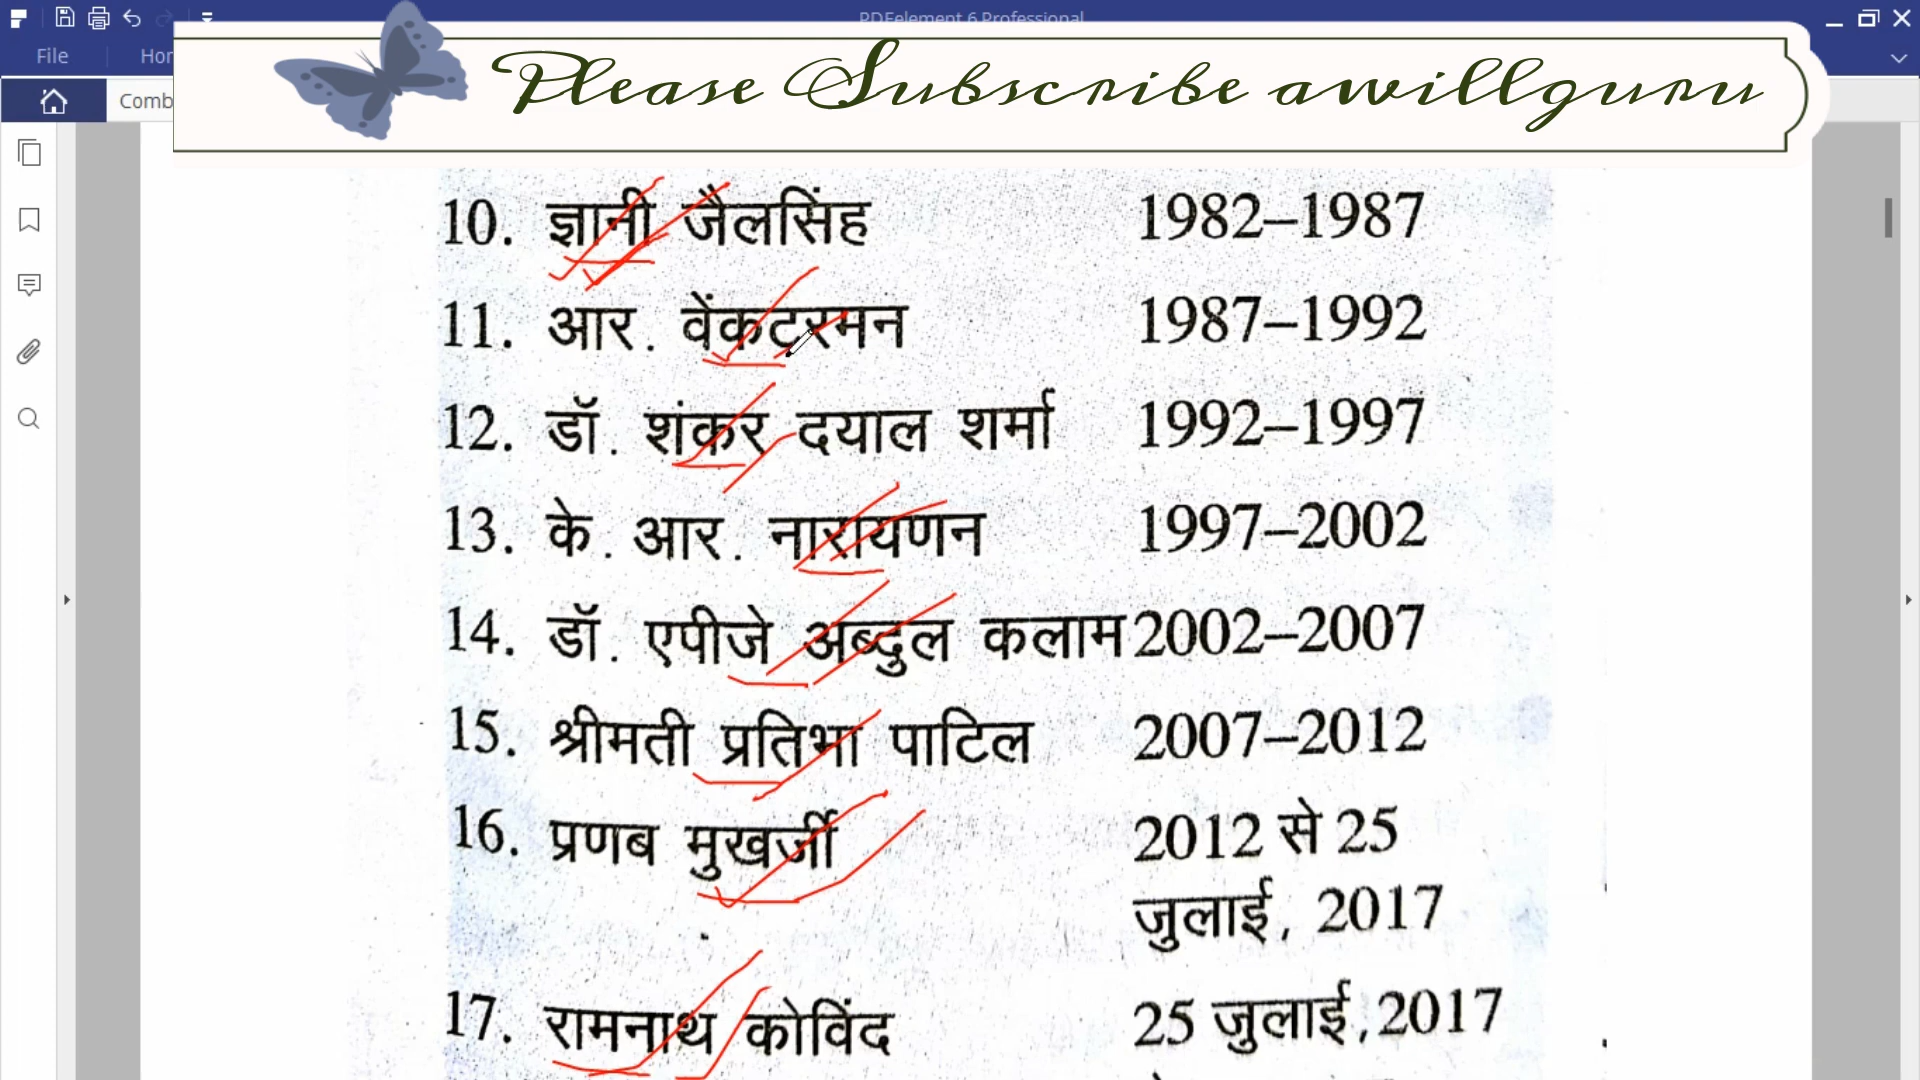 PDFelement 6 Professional
File
Please Subscribe awillguru
Comb
10. ज्ञानी जैलसिंह 1982–1987
11. आर. वेंकटरमन 1987–1992
12. डॉ. शंकर दयाल शर्मा 1992–1997
13. के. आर. नारायणन 1997–2002
14. डॉ. एपीजे अब्दुल कलाम 2002–2007
15. श्रीमती प्रतिभा पाटिल 2007–2012
16. प्रणब मुखर्जी 2012 से 25
जुलाई, 2017
17. रामनाथ कोविंद 25 जुलाई, 2017